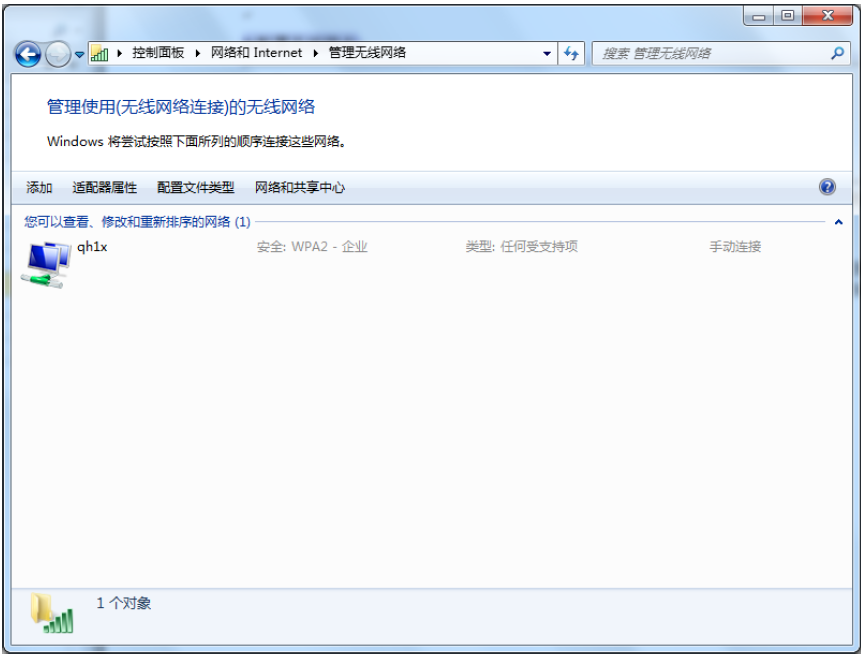 控制面板 网络和 Internet 管理无线网络 搜索 管理无线网络
管理使用(无线网络连接)的无线网络
Windows 将尝试按照下面所列的顺序连接这些网络。
添加 适配器属性 配置文件类型 网络和共享中心
您可以查看、修改和重新排序的网络 (1)
qh1x 安全: WPA2 - 企业 类型: 任何受支持项 手动连接
1 个对象